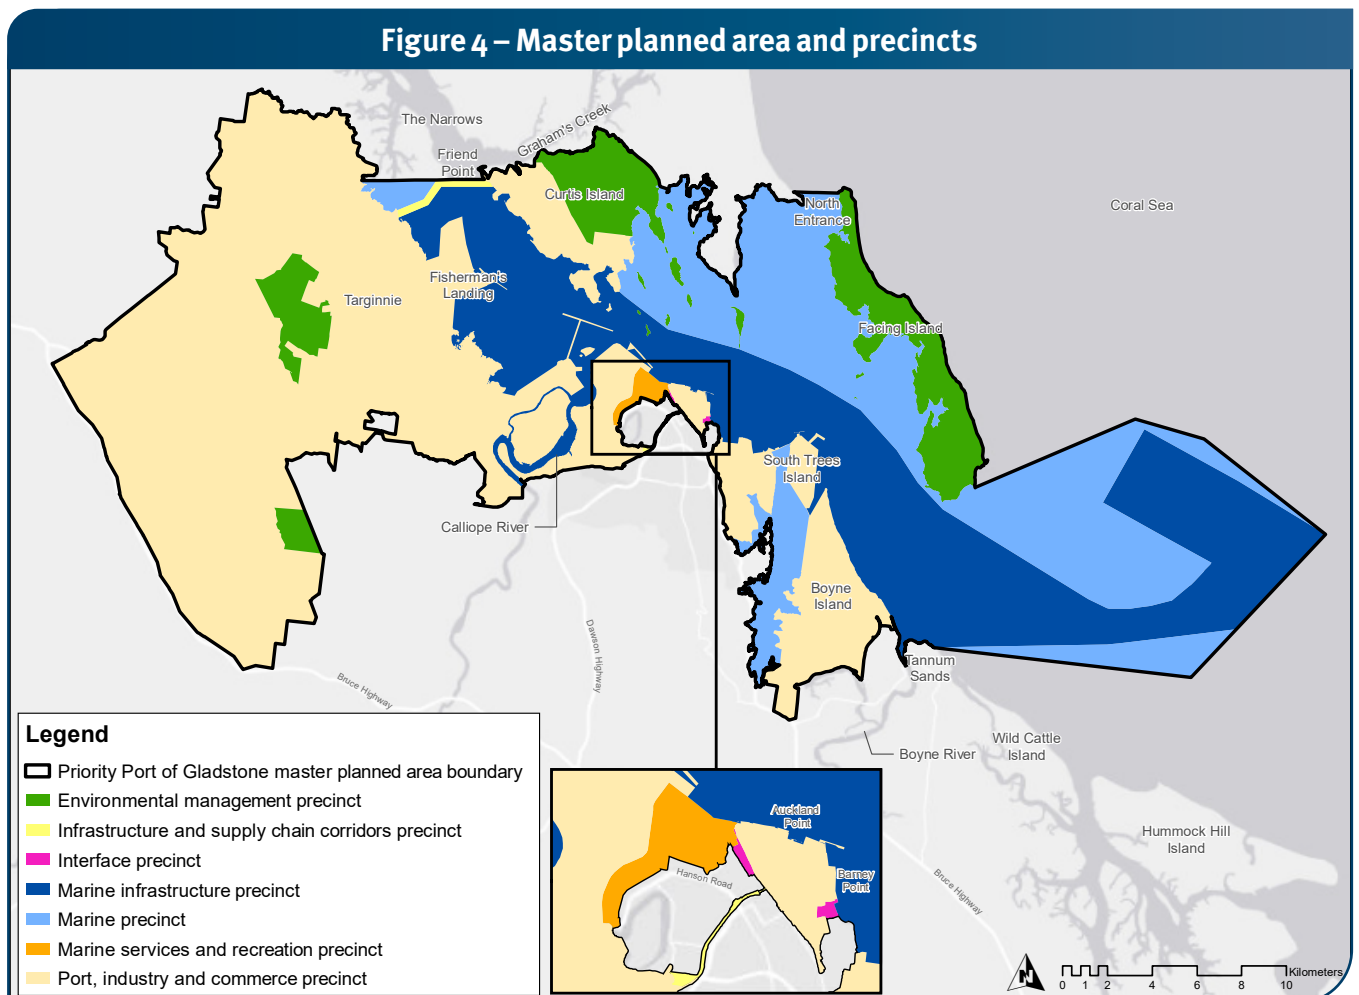 Figure 4 – Master planned area and precincts
The Narrows
Graham's Creek
Friend
Point
Curtis Island
North
Entrance
Coral Sea
Fisherman's
Landing
Targinnie
Facing Island
South Trees
Island
Calliope River
Boyne
Island
Dawson Highway
Bruce Highway
Tannum
Sands
Wild Cattle
Island
Boyne River
Hummock Hill
Island
Bruce Highway
Legend
Priority Port of Gladstone master planned area boundary
Environmental management precinct
Infrastructure and supply chain corridors precinct
Interface precinct
Marine infrastructure precinct
Marine precinct
Marine services and recreation precinct
Port, industry and commerce precinct
Auckland
Point
Hanson Road
Barney
Point
N
Kilometers
0 1 2 4 6 8 10